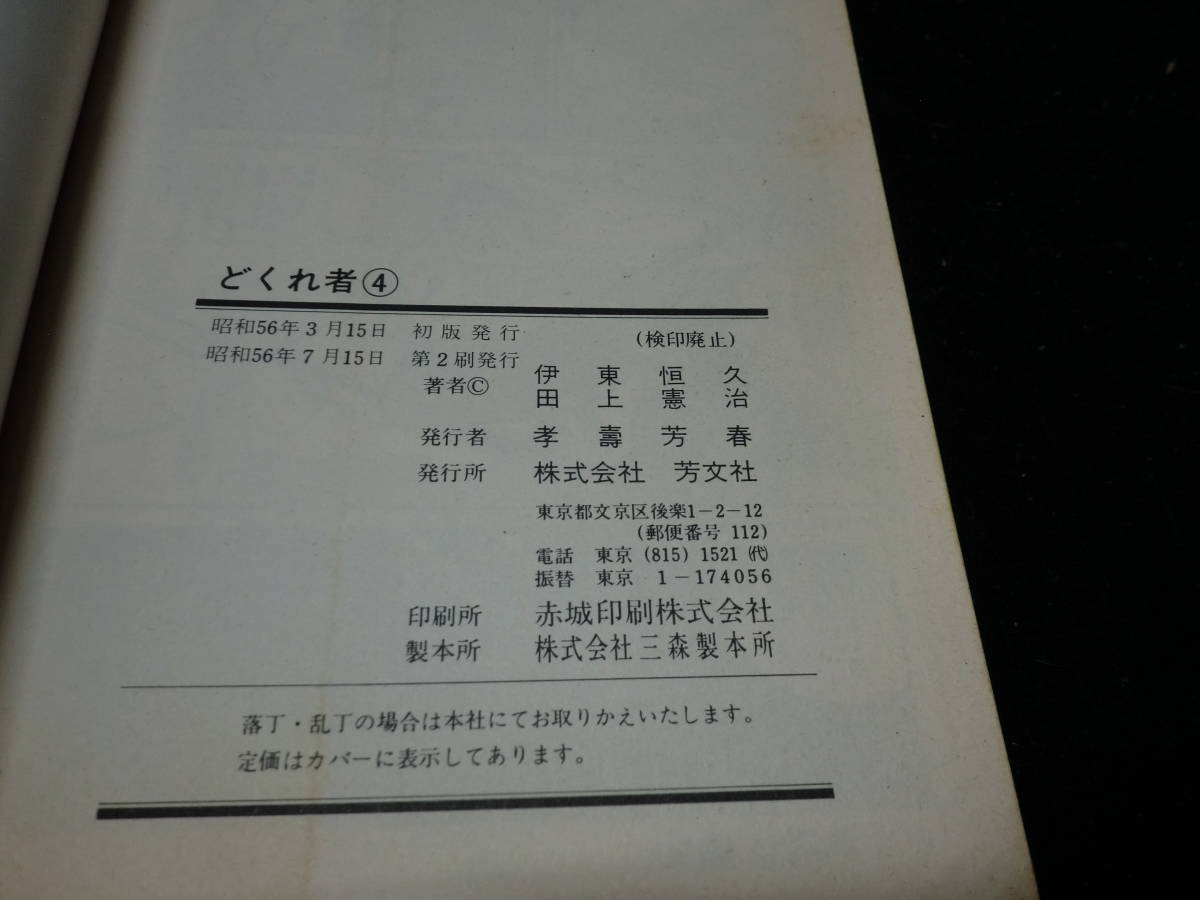 どくれ者④
昭和56年3月15日 初版発行 (検印廃止)
昭和56年7月15日 第2刷発行
著者© 伊東恒久
田上憲治
発行者 孝壽芳春
発行所 株式会社 芳文社
東京都文京区後楽1-2-12
(郵便番号 112)
電話 東京 (815) 1521 ㈹
振替 東京 1-174056
印刷所 赤城印刷株式会社
製本所 株式会社三森製本所
落丁・乱丁の場合は本社にてお取りかえいたします。
定価はカバーに表示してあります。